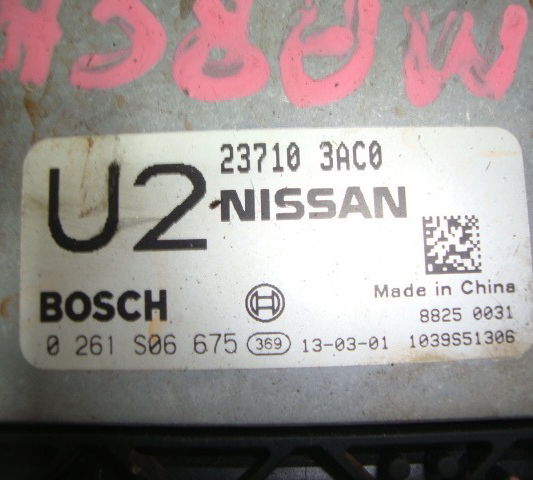 MARCH
23710 3AC0
U2 NISSAN
Made in China
BOSCH
8825 0031
0 261 S06 675 369 13-03-01 1039S51306